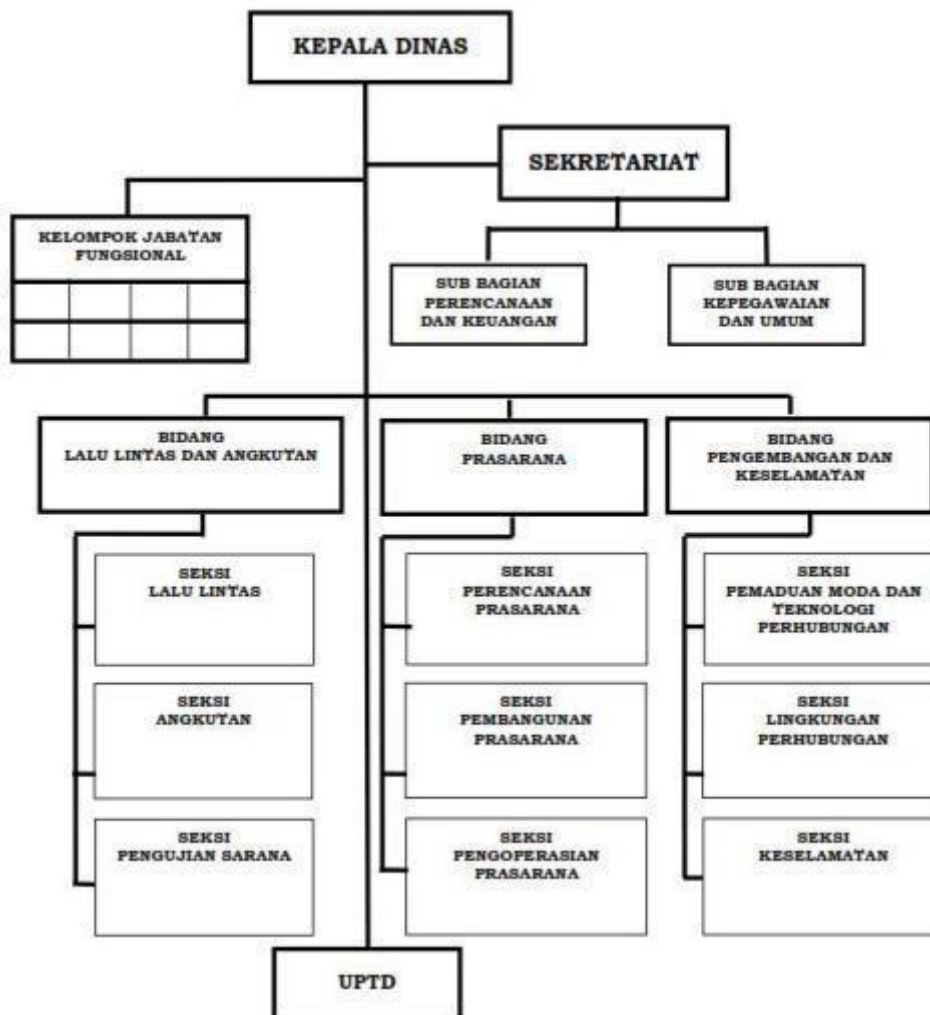 KEPALA DINAS
SEKRETARIAT
KELOMPOK JABATAN
FUNGSIONAL
SUB BAGIAN
PERENCANAAN
DAN KEUANGAN
SUB BAGIAN
KEPEGAWAIAN
DAN UMUM
BIDANG
LALU LINTAS DAN ANGKUTAN
BIDANG
PRASARANA
BIDANG
PENGEMBANGAN DAN
KESELAMATAN
SEKSI
LALU LINTAS
SEKSI
PERENCANAAN
PRASARANA
SEKSI
PEMADUAN MODA DAN
TEKNOLOGI
PERHUBUNGAN
SEKSI
ANGKUTAN
SEKSI
PEMBANGUNAN
PRASARANA
SEKSI
LINGKUNGAN
PERHUBUNGAN
SEKSI
PENGUJIAN SARANA
SEKSI
PENGOPERASIAN
PRASARANA
SEKSI
KESELAMATAN
UPTD